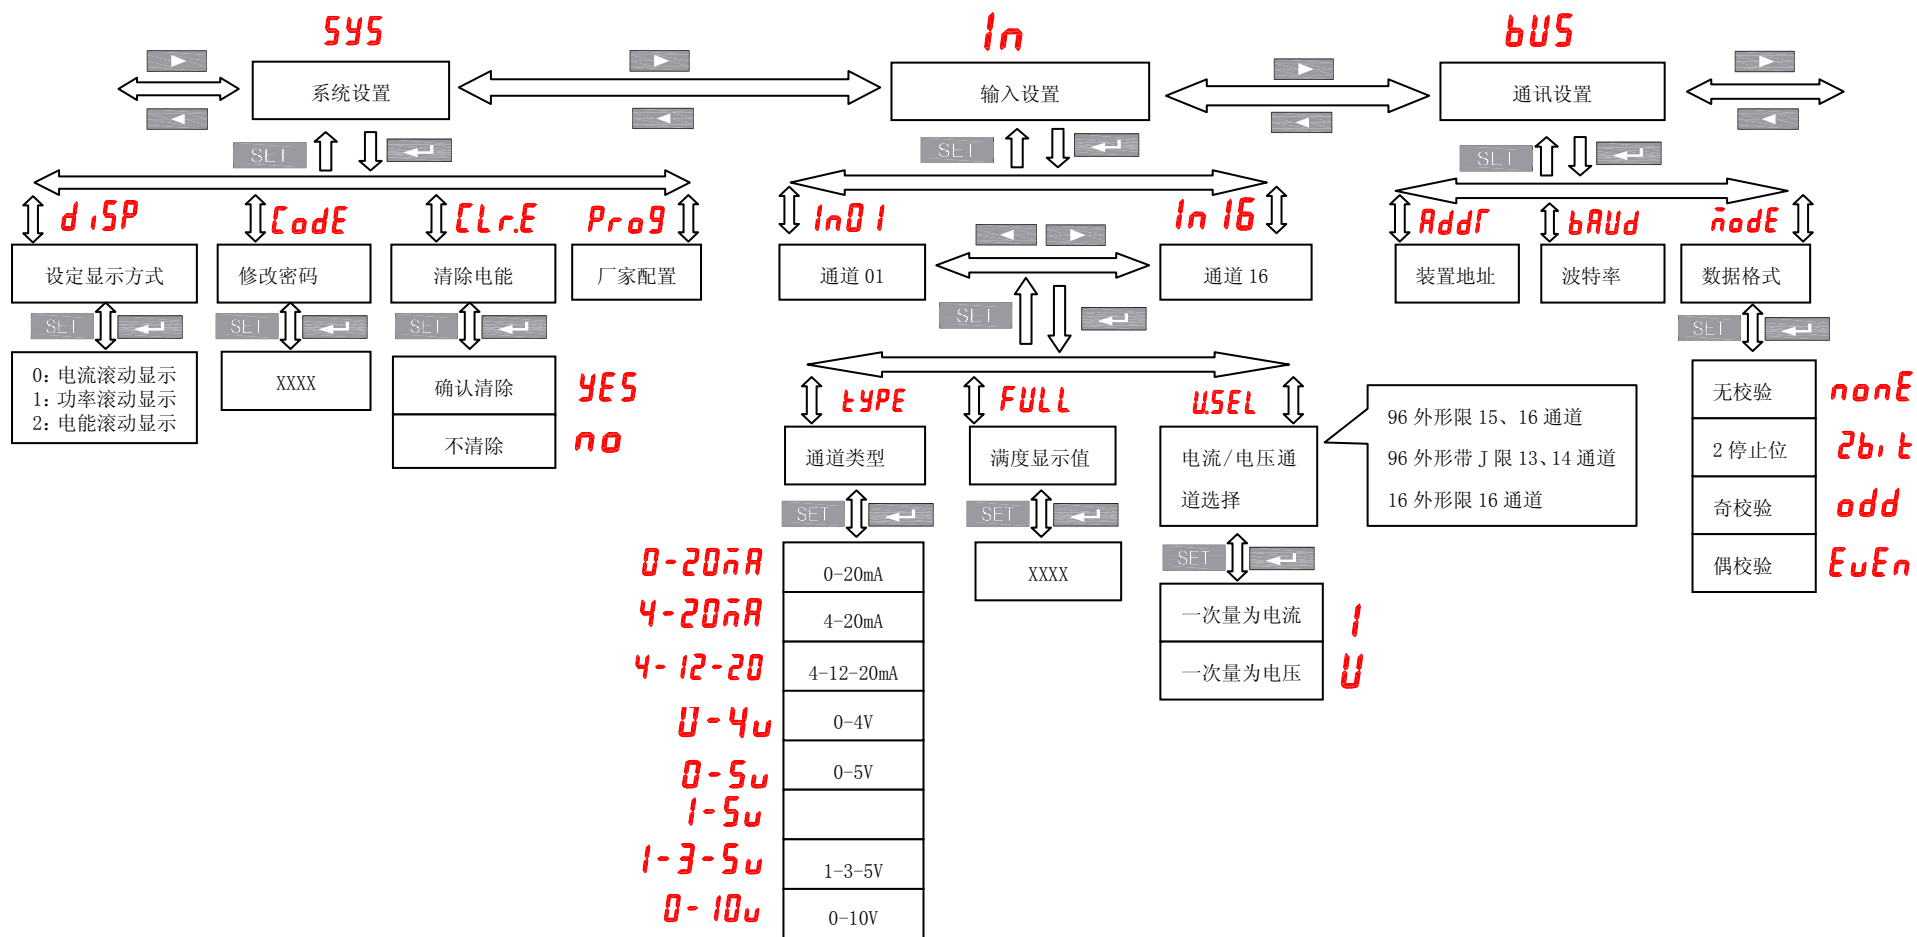 SYS
In
bUS
系统设置
输入设置
通讯设置
SET
SET
SET
diSP
CodE
CLr.E
Prog
In01
In 16
Addr
bAUd
modE
设定显示方式
修改密码
清除电能
厂家配置
通道 01
通道 16
装置地址
波特率
数据格式
SET
SET
SET
SET
SET
0：电流滚动显示
1：功率滚动显示
2：电能滚动显示
XXXX
确认清除
YES
不清除
no
tYPE
FULL
U.SEL
通道类型
满度显示值
电流/电压通
道选择
96 外形限 15、16 通道
96 外形带 J 限 13、14 通道
16 外形限 16 通道
无校验
nonE
2 停止位
2bit
奇校验
odd
偶校验
EvEn
SET
SET
SET
0-20mA
0-20mA
4-20mA
4-20mA
4-12-20
4-12-20mA
0-4v
0-4V
0-5v
0-5V
1-5v
1-3-5v
1-3-5V
0-10v
0-10V
XXXX
一次量为电流
I
一次量为电压
U